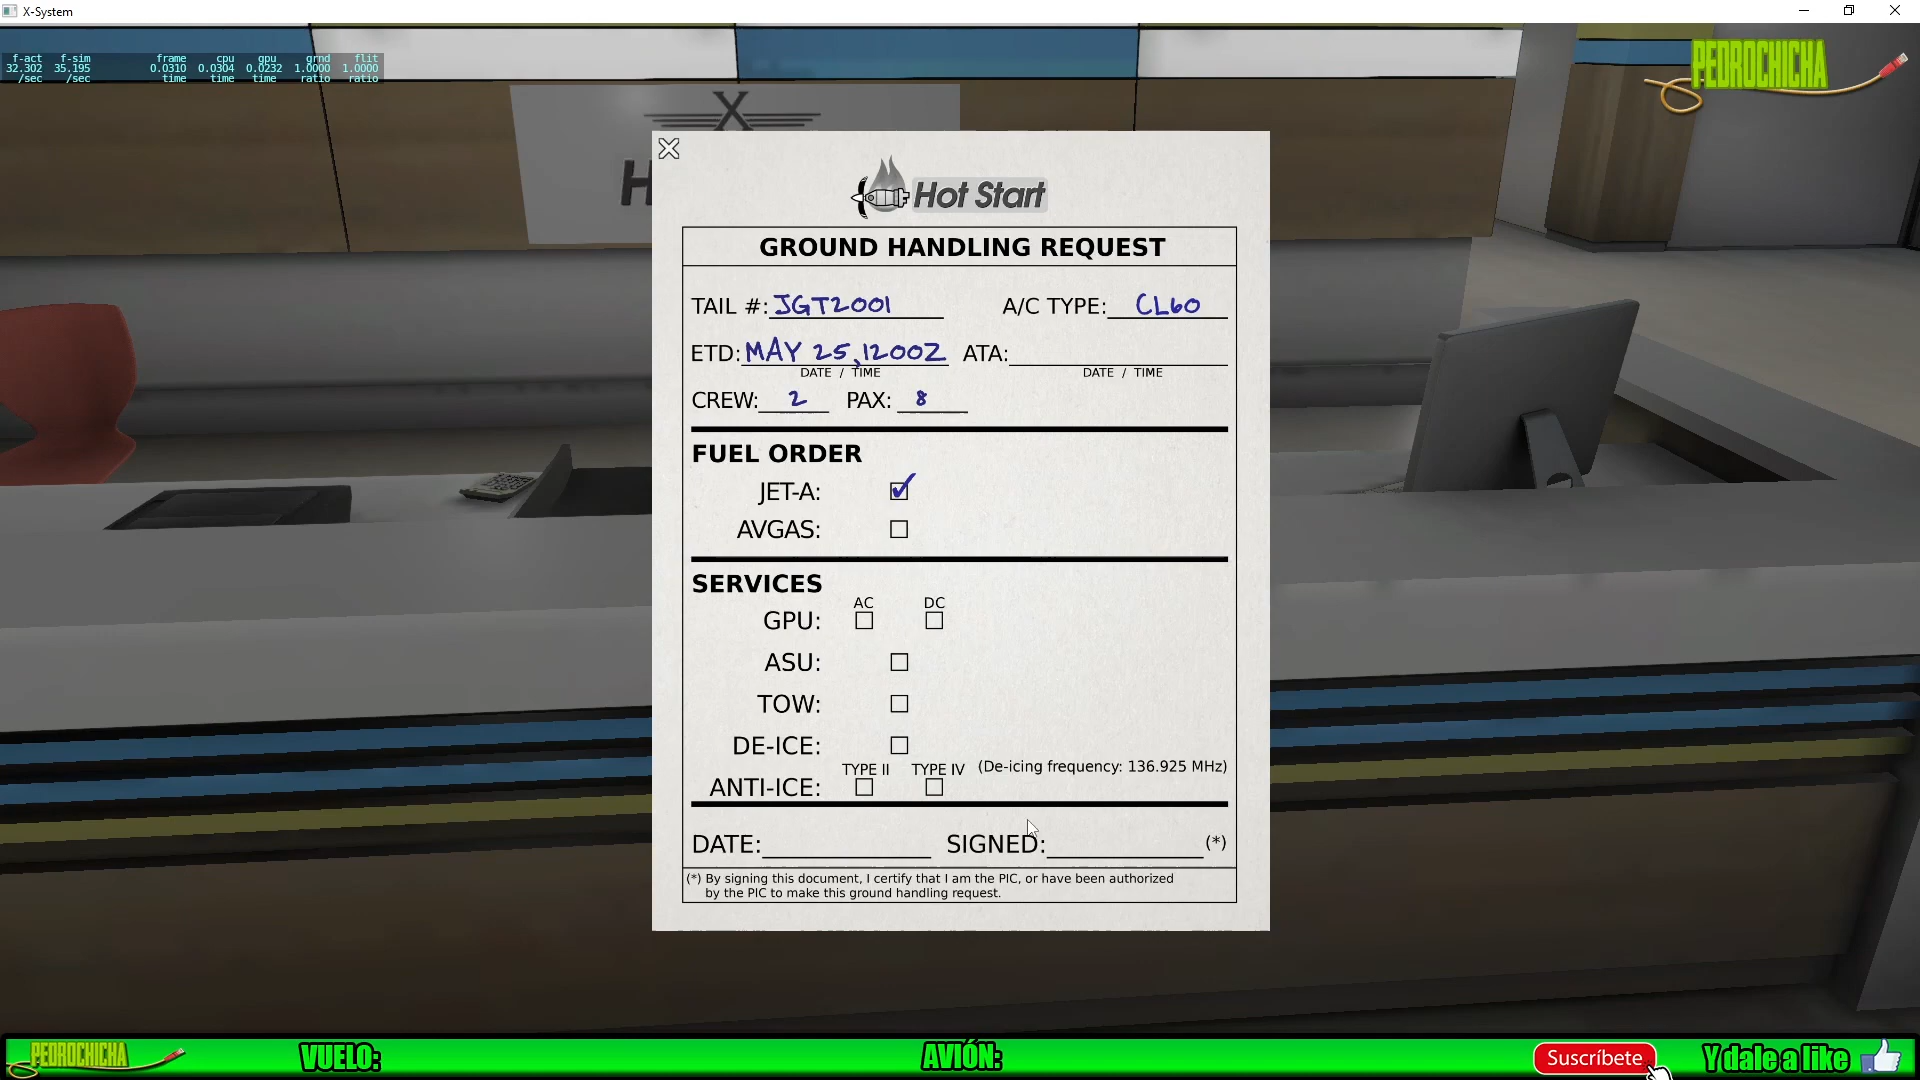 X-System
f-act f-sim frame cpu gpu grnd flit
32.302 35.195 0.0310 0.0304 0.0232 1.0000 1.0000
/sec /sec time time time ratio ratio
PEDROCHICHA
X
H
Hot Start
GROUND HANDLING REQUEST
TAIL #: JGT2001 A/C TYPE: CL60
ETD: MAY 25, 1200Z ATA:
DATE / TIME DATE / TIME
CREW: 2 PAX: 8
FUEL ORDER
JET-A:
AVGAS:
SERVICES
AC DC
GPU:
ASU:
TOW:
DE-ICE:
TYPE II TYPE IV (De-icing frequency: 136.925 MHz)
ANTI-ICE:
DATE: SIGNED: (*)
(*) By signing this document, I certify that I am the PIC, or have been authorized
by the PIC to make this ground handling request.
PEDROCHICHA VUELO: AVIÓN: Suscríbete Y dale a like